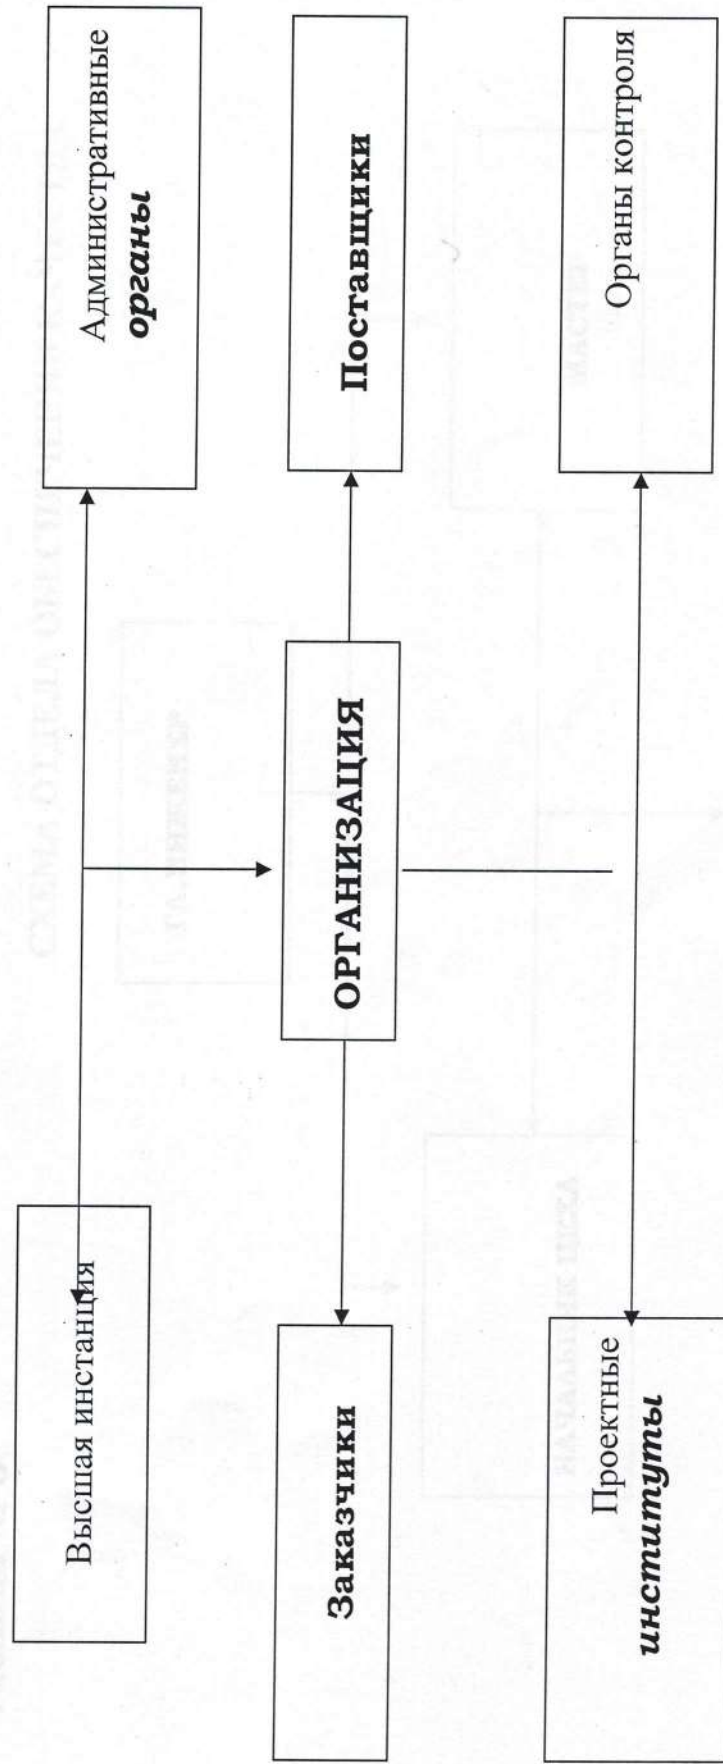 Высшая инстанция
Административные
органы
Заказчики
ОРГАНИЗАЦИЯ
Поставщики
Проектные
институты
Органы контроля